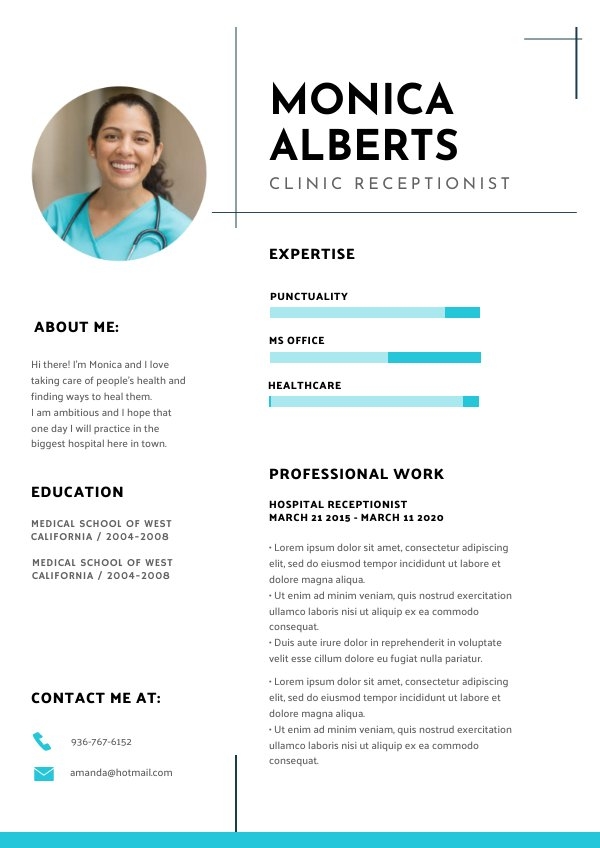 MONICA
ALBERTS
CLINIC RECEPTIONIST
EXPERTISE
PUNCTUALITY
MS OFFICE
HEALTHCARE
ABOUT ME:
Hi there! I'm Monica and I love
taking care of people's health and
finding ways to heal them.
I am ambitious and I hope that
one day I will practice in the
biggest hospital here in town.
EDUCATION
MEDICAL SCHOOL OF WEST
CALIFORNIA / 2004-2008
MEDICAL SCHOOL OF WEST
CALIFORNIA / 2004-2008
CONTACT ME AT:
936-767-6152
amanda@hotmail.com
PROFESSIONAL WORK
HOSPITAL RECEPTIONIST
MARCH 21 2015 - MARCH 11 2020
• Lorem ipsum dolor sit amet, consectetur adipiscing
elit, sed do eiusmod tempor incididunt ut labore et
dolore magna aliqua.
• Ut enim ad minim veniam, quis nostrud exercitation
ullamco laboris nisi ut aliquip ex ea commodo
consequat.
• Duis aute irure dolor in reprehenderit in voluptate
velit esse cillum dolore eu fugiat nulla pariatur.
• Lorem ipsum dolor sit amet, consectetur adipiscing
elit, sed do eiusmod tempor incididunt ut labore et
dolore magna aliqua.
• Ut enim ad minim veniam, quis nostrud exercitation
ullamco laboris nisi ut aliquip ex ea commodo
consequat.